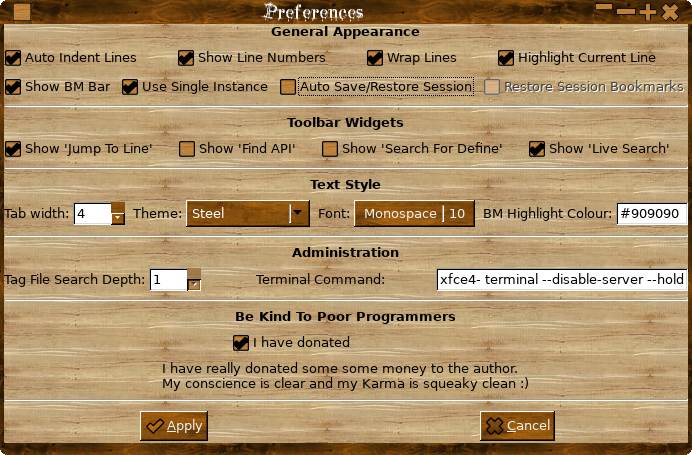 Preferences
General Appearance
Auto Indent Lines Show Line Numbers Wrap Lines Highlight Current Line
Show BM Bar Use Single Instance Auto Save/Restore Session Restore Session Bookmarks
Toolbar Widgets
Show 'Jump To Line' Show 'Find API' Show 'Search For Define' Show 'Live Search'
Text Style
Tab width: 4 Theme: Steel Font: Monospace 10 BM Highlight Colour: #909090
Administration
Tag File Search Depth: 1 Terminal Command: xfce4- terminal --disable-server --hold
Be Kind To Poor Programmers
I have donated
I have really donated some some money to the author.
My conscience is clear and my Karma is squeaky clean :)
Apply Cancel